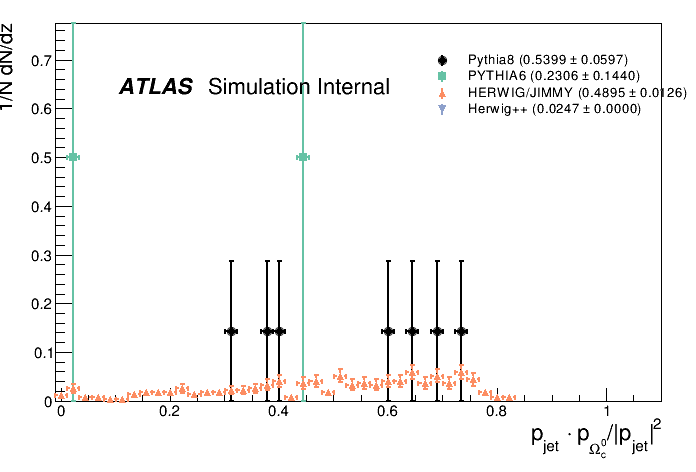 1/N dN/dz
ATLAS Simulation Internal
Pythia8 (0.5399 ± 0.0597)
PYTHIA6 (0.2306 ± 0.1440)
HERWIG/JIMMY (0.4895 ± 0.0126)
Herwig++ (0.0247 ± 0.0000)
0.7
0.6
0.5
0.4
0.3
0.2
0.1
0
0 0.2 0.4 0.6 0.8 1
p_jet · p_Ω_c^0/|p_jet|^2